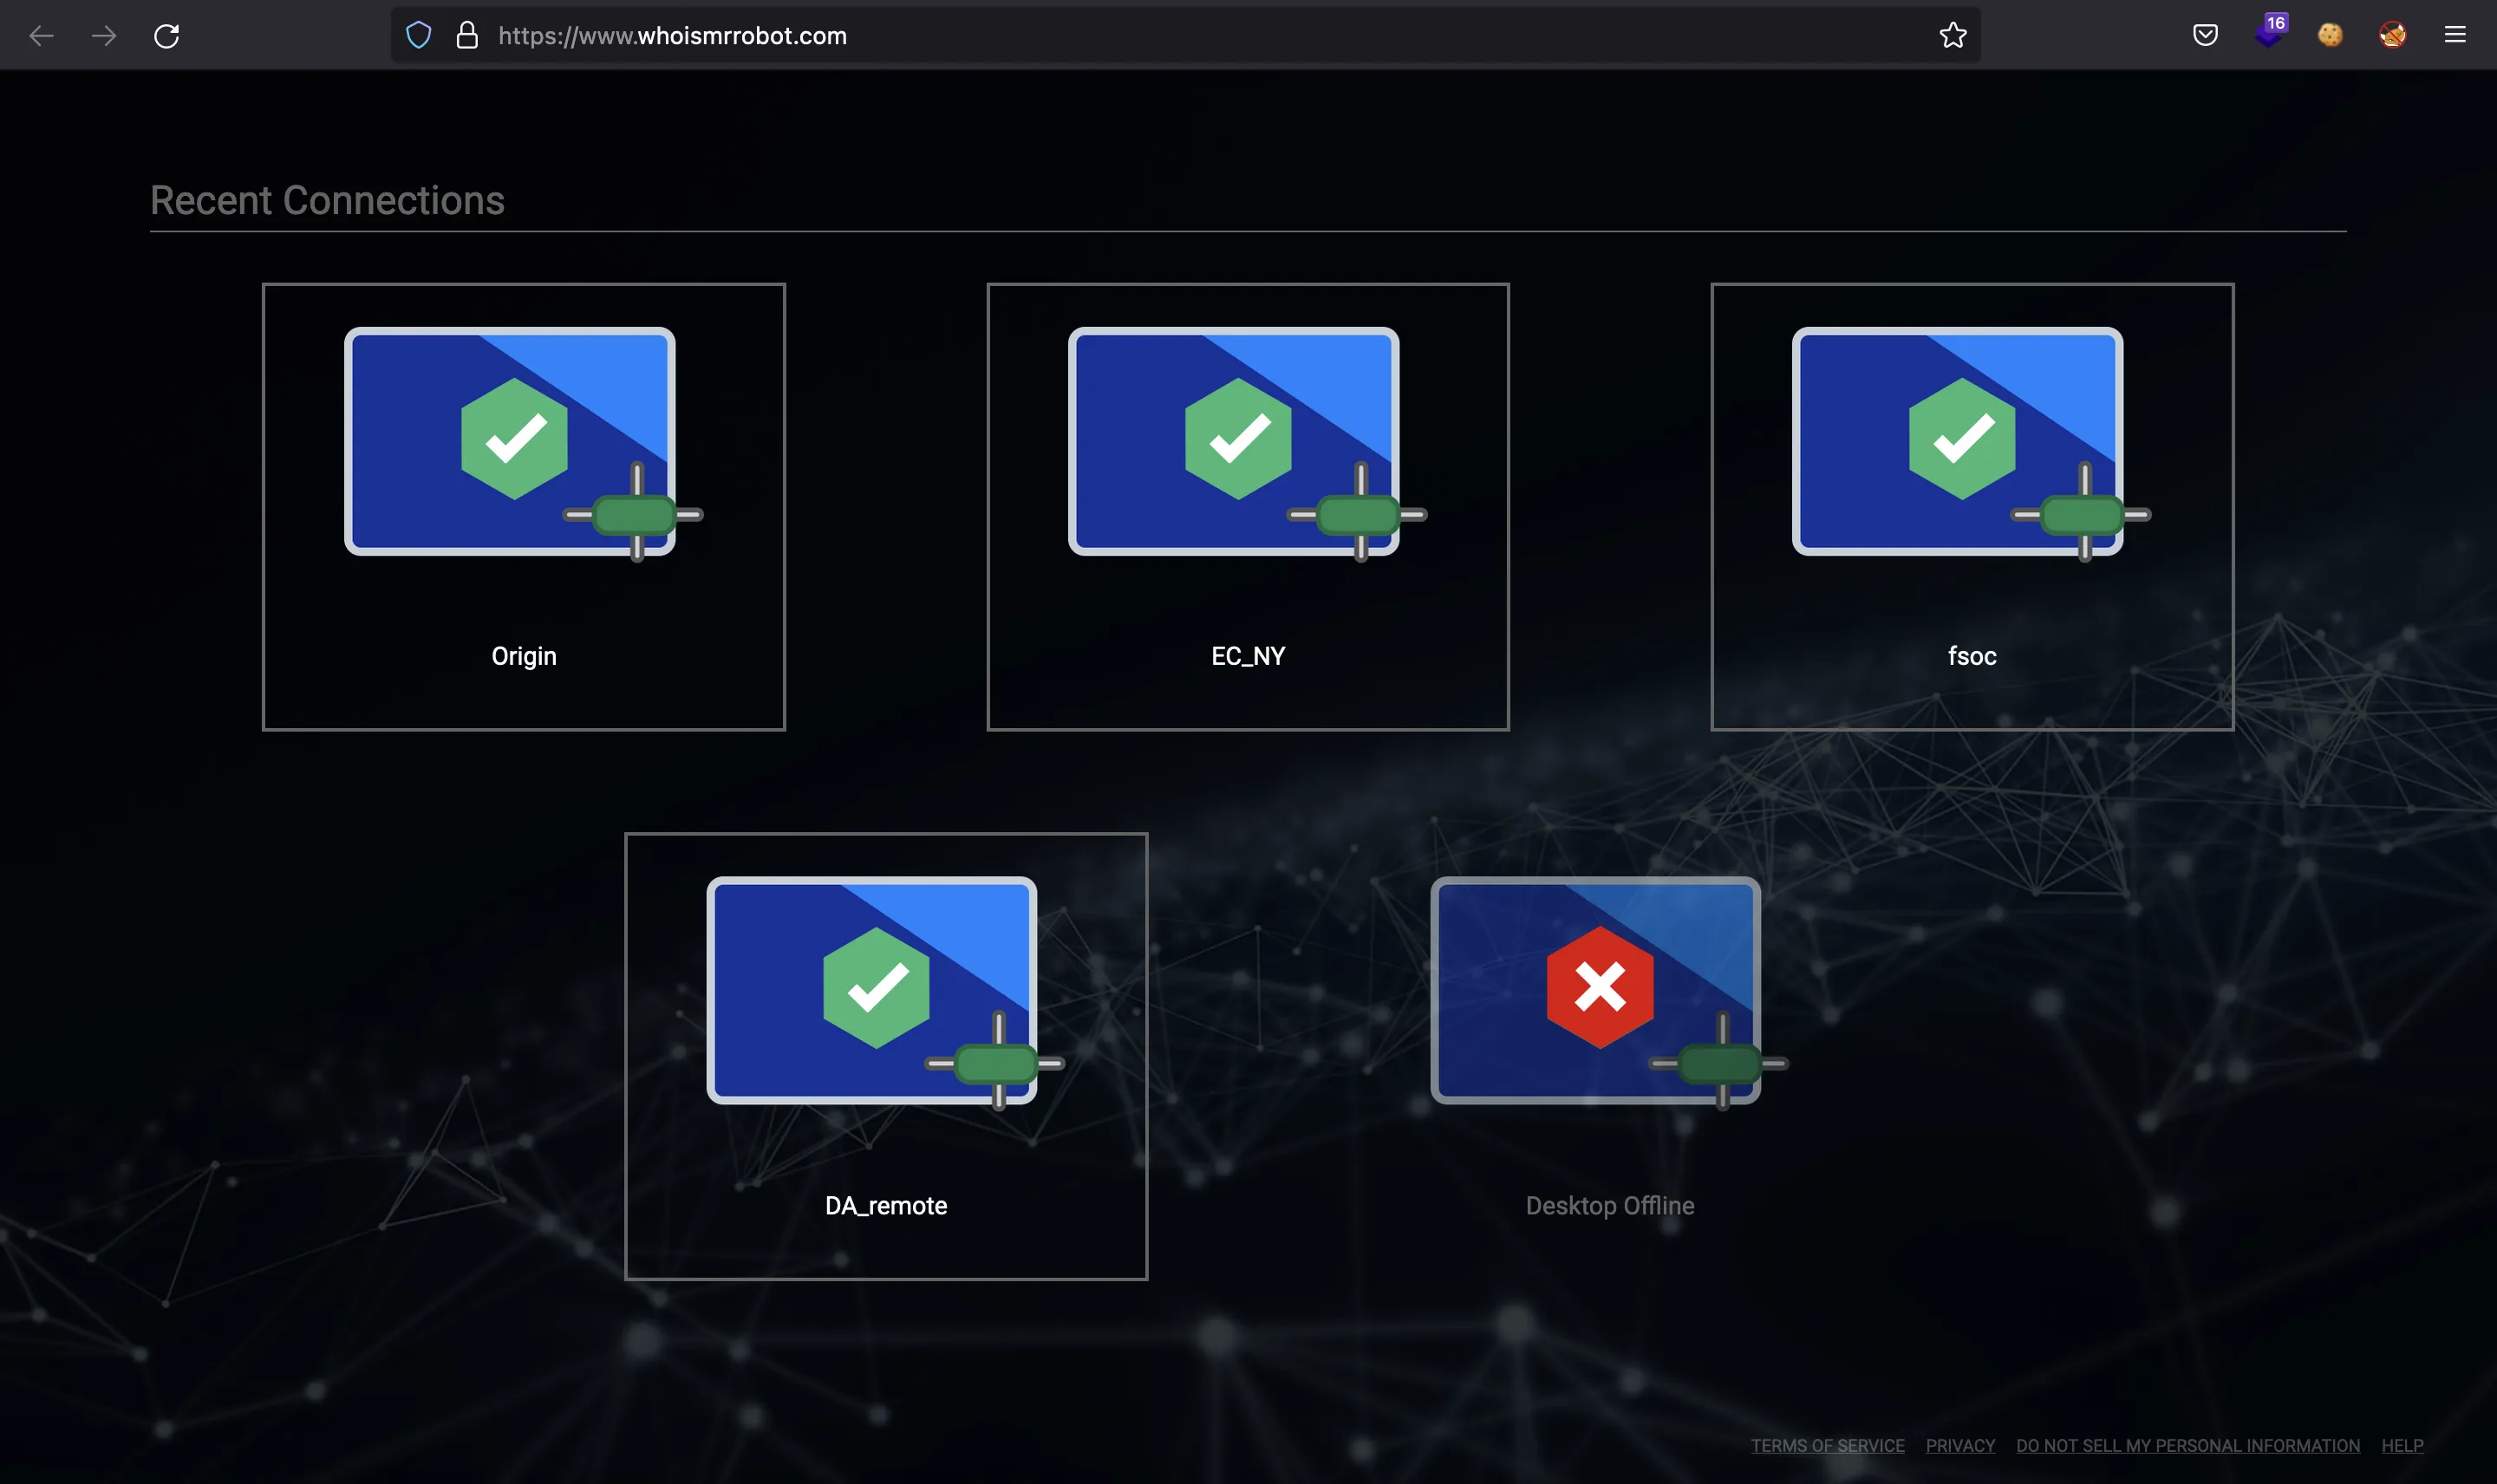 https://www.whoismrrobot.com
16
Recent Connections
Origin
EC_NY
fsoc
DA_remote
Desktop Offline
TERMS OF SERVICE PRIVACY DO NOT SELL MY PERSONAL INFORMATION HELP